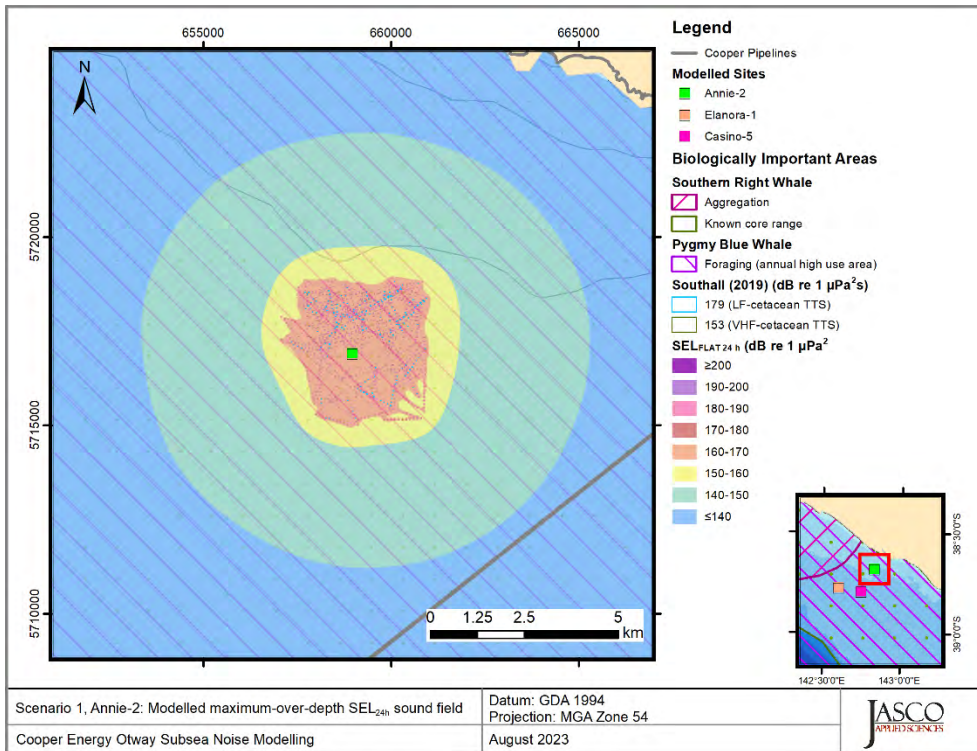 655000 660000 665000
5720000
5715000
5710000
N
0 1.25 2.5 5
km
Legend
Cooper Pipelines
Modelled Sites
Annie-2
Elanora-1
Casino-5
Biologically Important Areas
Southern Right Whale
Aggregation
Known core range
Pygmy Blue Whale
Foraging (annual high use area)
Southall (2019) (dB re 1 µPa²s)
179 (LF-cetacean TTS)
153 (VHF-cetacean TTS)
SELFLAT 24 h (dB re 1 µPa²
≥200
190-200
180-190
170-180
160-170
150-160
140-150
≤140
38°30'0"S
39°0'0"S
142°30'0"E 143°0'0"E
Scenario 1, Annie-2: Modelled maximum-over-depth SEL24h sound field
Cooper Energy Otway Subsea Noise Modelling
Datum: GDA 1994
Projection: MGA Zone 54
August 2023
JASCO
APPLIED SCIENCES